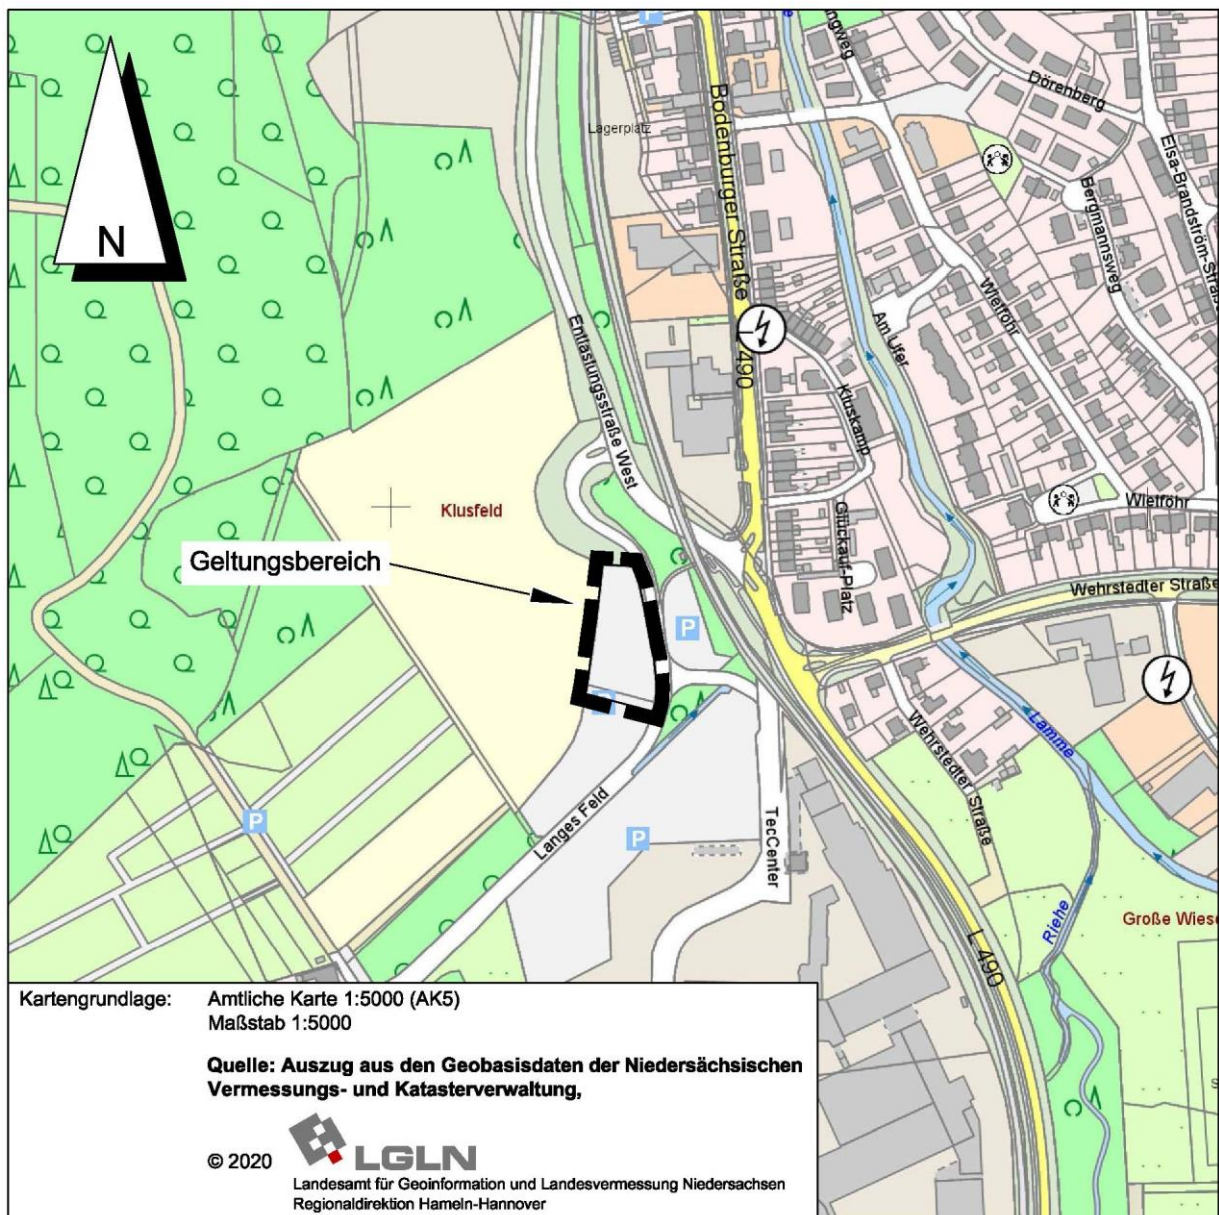 N
P
Lagerplatz
Bodenburger Straße
L 490
Dörenberg
Elsa-Brandström-Straße
Bergmannsweg
Wietföhr
Am Ufer
Kluskamp
Glückauf-Platz
Entlastungsstraße West
Klusfeld
Geltungsbereich
Wietföhr
Wehrstedter Straße
P
P
Wehrstedter Straße
Lamme
P
P
Langes Feld
TecCenter
Riehe
Große Wiese
L 490
Kartengrundlage: Amtliche Karte 1:5000 (AK5)
Maßstab 1:5000
Quelle: Auszug aus den Geobasisdaten der Niedersächsischen
Vermessungs- und Katasterverwaltung,
© 2020 LGLN
Landesamt für Geoinformation und Landesvermessung Niedersachsen
Regionaldirektion Hameln-Hannover